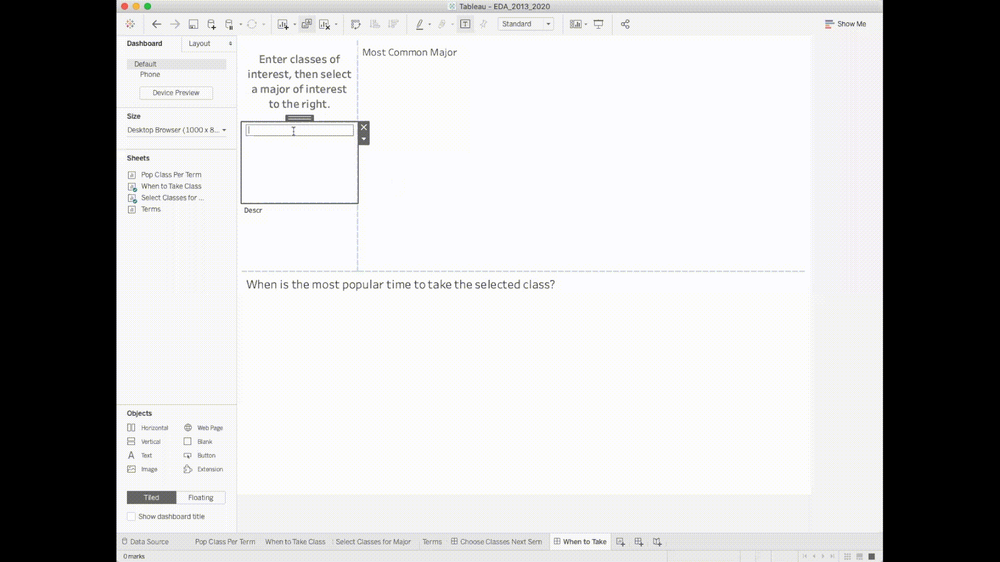 Tableau - EDA_2013_2020
Standard
Show Me
Dashboard
Layout
Default
Phone
Device Preview
Size
Desktop Browser (1000 x 8...
Sheets
Pop Class Per Term
When to Take Class
Select Classes for ...
Terms
Enter classes of
interest, then select
a major of interest
to the right.
Descr
Most Common Major
When is the most popular time to take the selected class?
Objects
Horizontal
Web Page
Vertical
Blank
Text
Button
Image
Extension
Tiled
Floating
Show dashboard title
Data Source
Pop Class Per Term
When to Take Class
Select Classes for Major
Terms
Choose Classes Next Sem
When to Take
0 marks